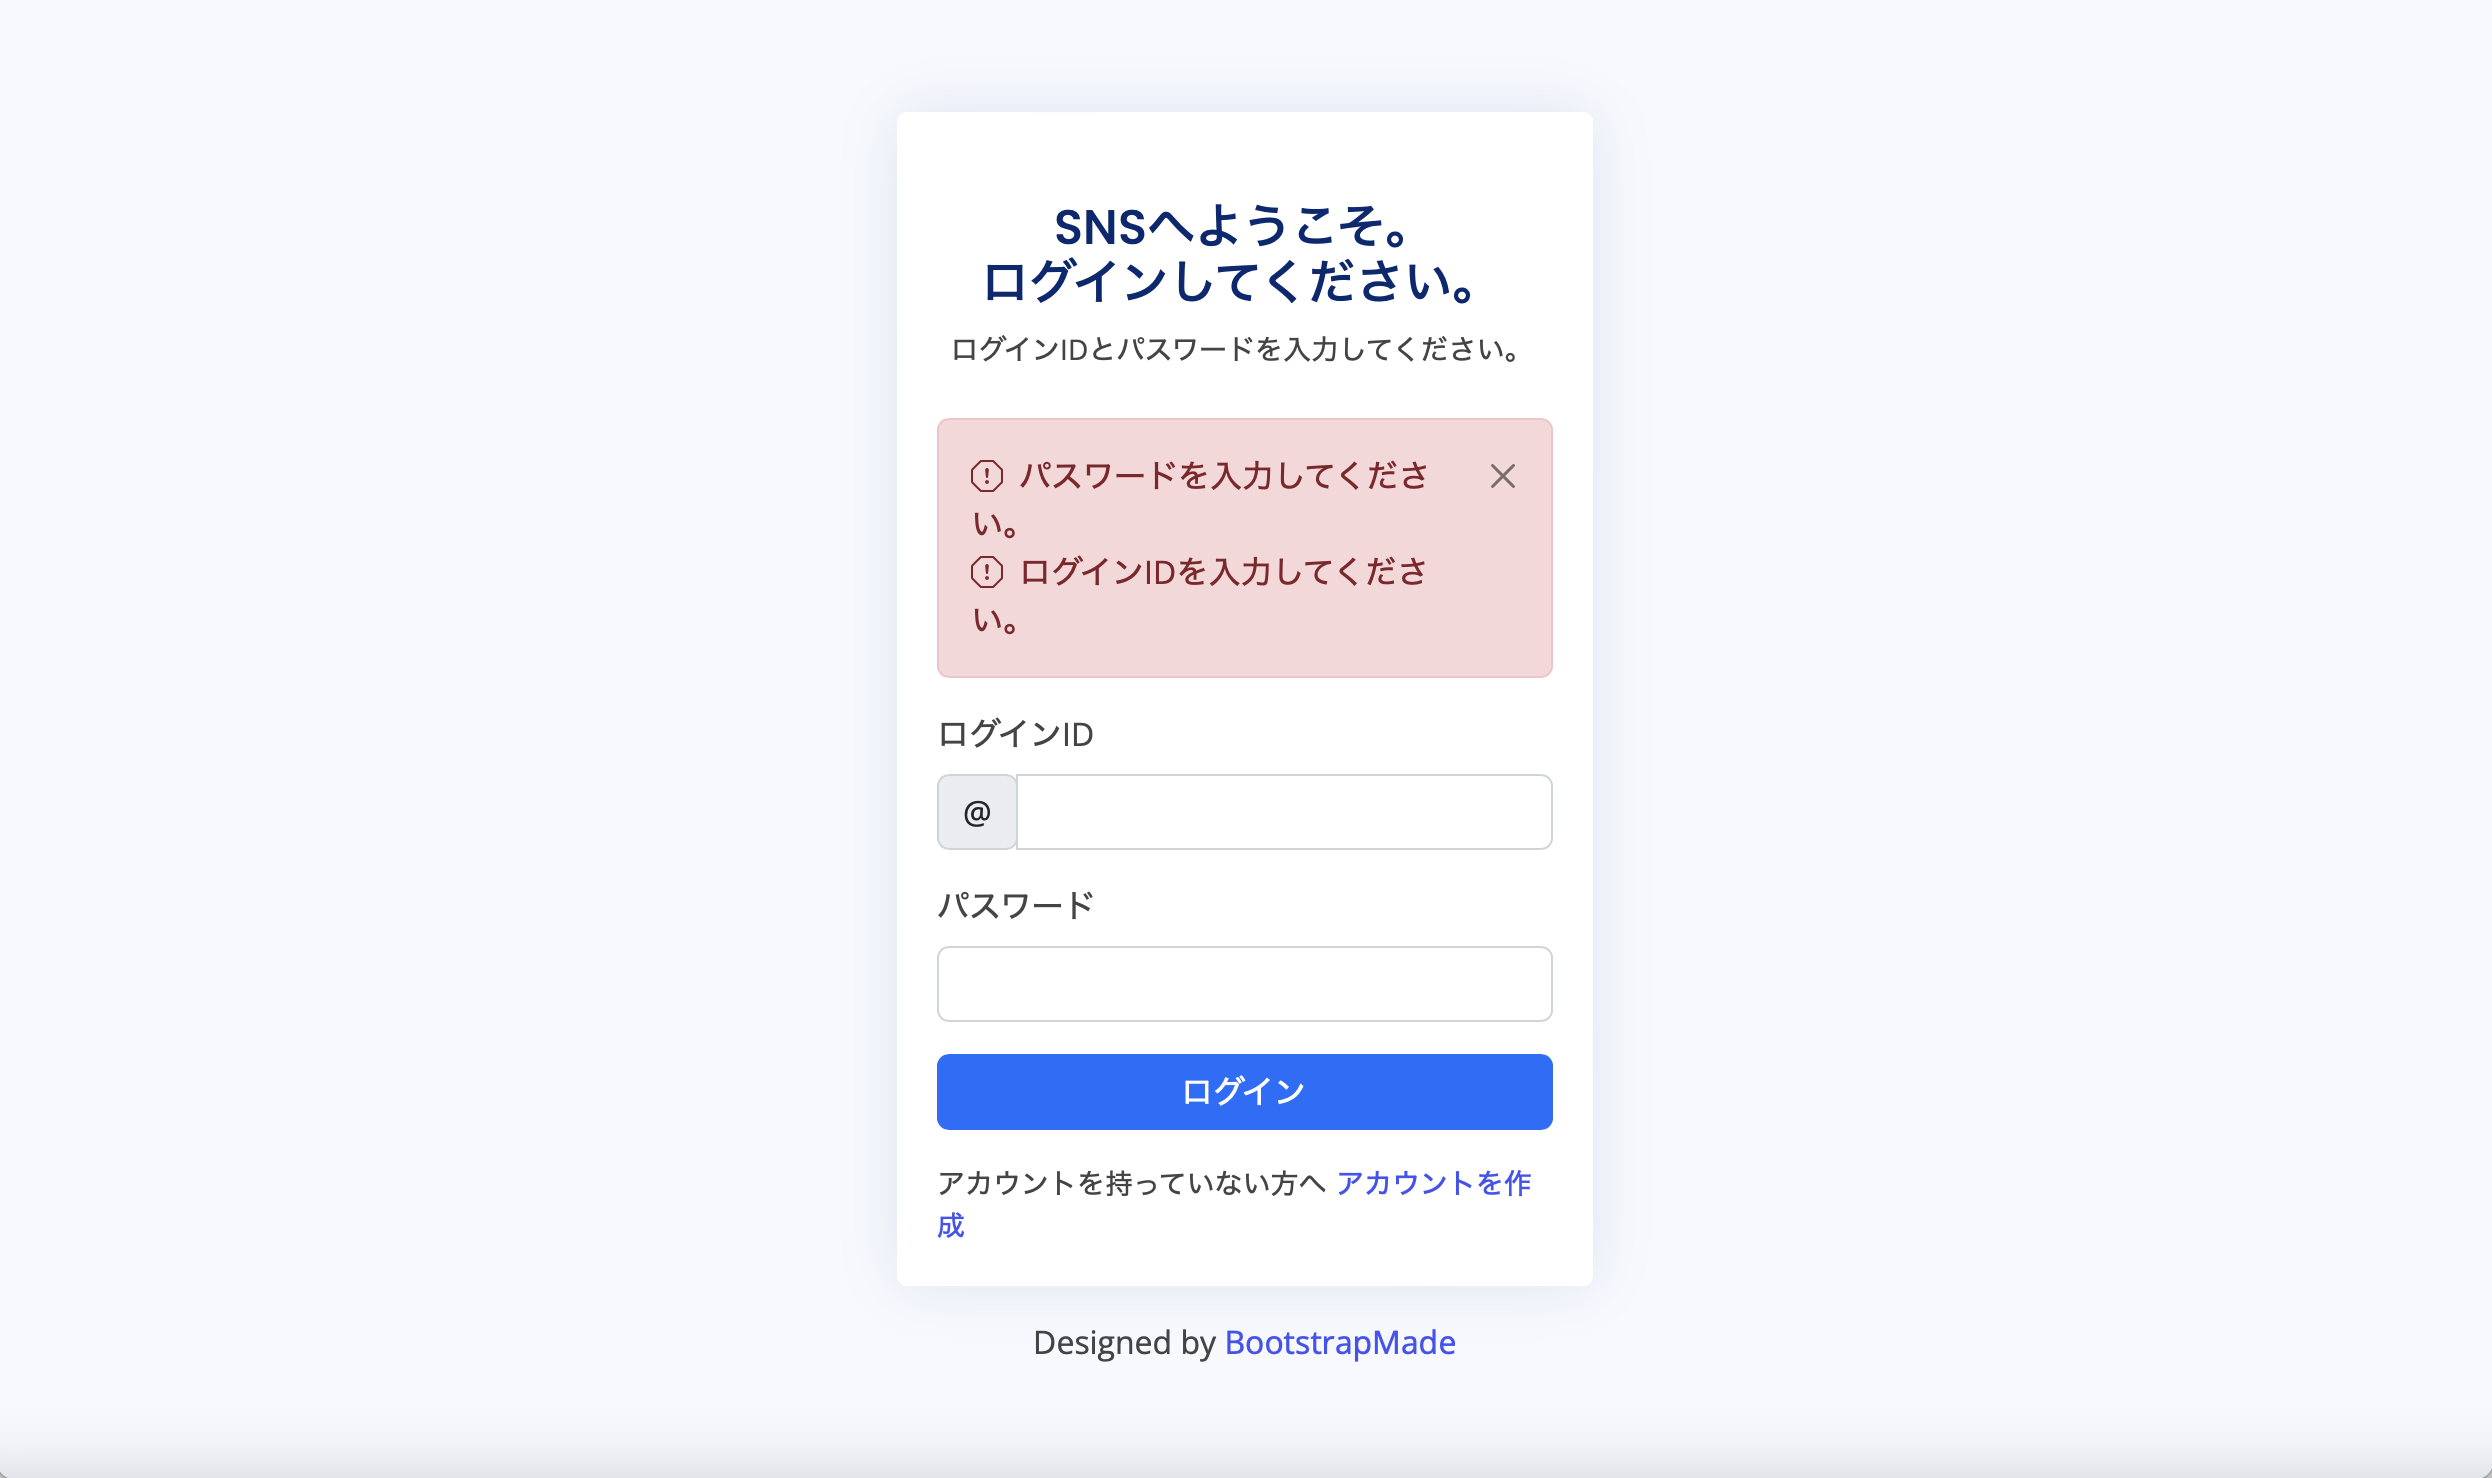 SNSへようこそ。
ログインしてください。
ログインIDとパスワードを入力してください。
パスワードを入力してくださ
い。
ログインIDを入力してくださ
い。
ログインID
@
パスワード
ログイン
アカウントを持っていない方へ アカウントを作
成
Designed by BootstrapMade